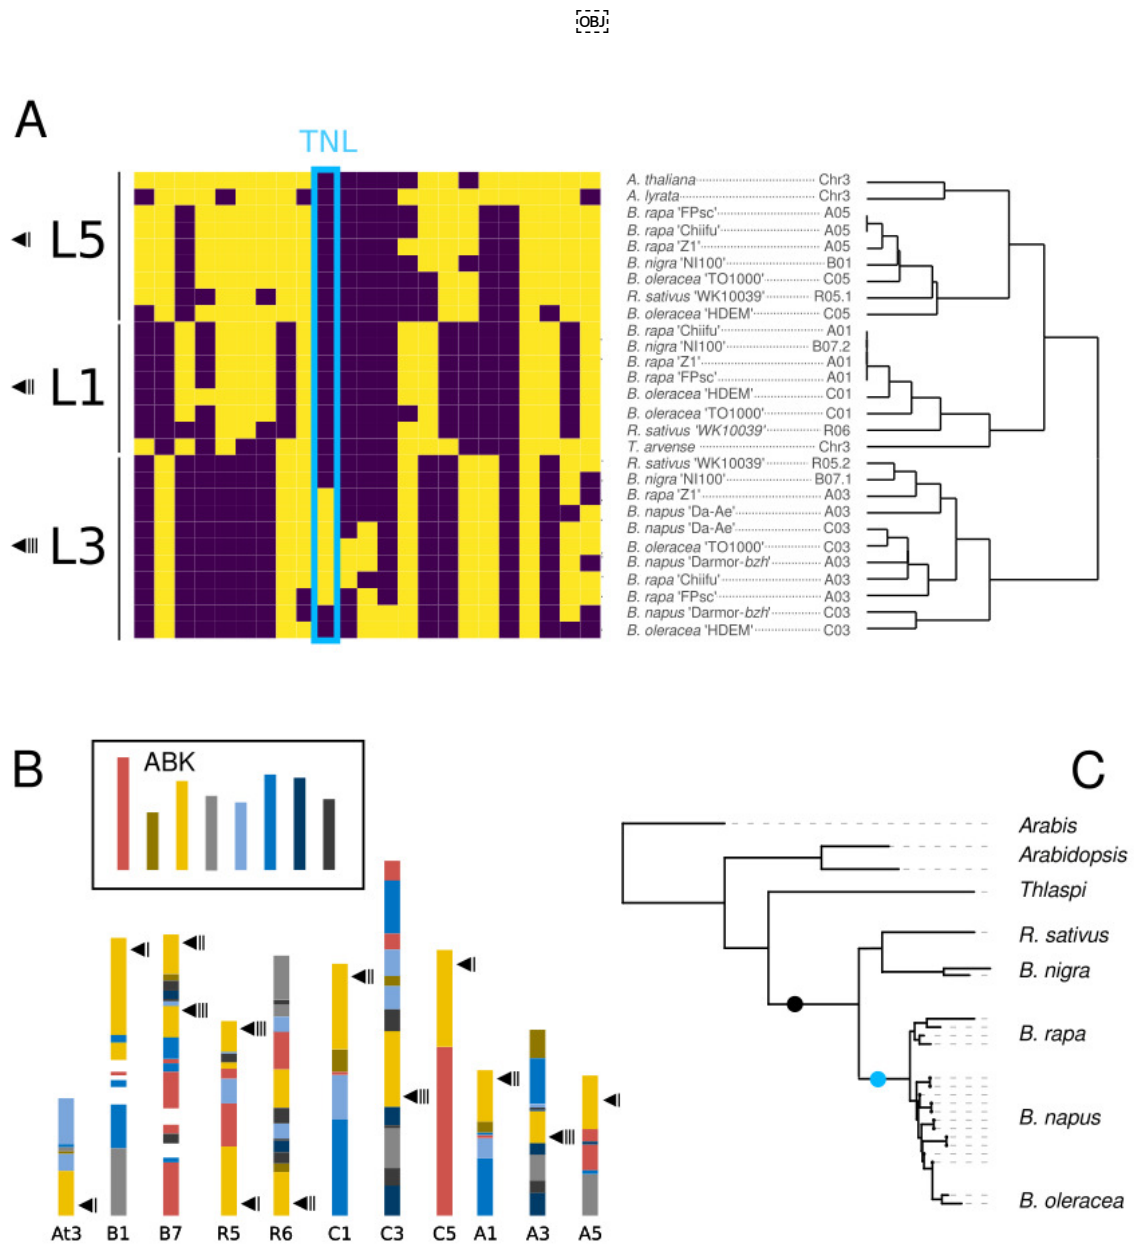 OBJ
A
TNL
L5
L1
L3
A. thaliana Chr3
A. lyrata Chr3
B. rapa 'FPsc' A05
B. rapa 'Chiifu' A05
B. rapa 'Z1' A05
B. nigra 'NI100' B01
B. oleracea 'TO1000' C05
R. sativus 'WK10039' R05.1
B. oleracea 'HDEM' C05
B. rapa 'Chiifu' A01
B. nigra 'NI100' B07.2
B. rapa 'Z1' A01
B. rapa 'FPsc' A01
B. oleracea 'HDEM' C01
B. oleracea 'TO1000' C01
R. sativus 'WK10039' R06
T. arvense Chr3
R. sativus 'WK10039' R05.2
B. nigra 'NI100' B07.1
B. rapa 'Z1' A03
B. napus 'Da-Ae' A03
B. napus 'Da-Ae' C03
B. oleracea 'TO1000' C03
B. napus 'Darmor-bzh' A03
B. rapa 'Chiifu' A03
B. rapa 'FPsc' A03
B. napus 'Darmor-bzh' C03
B. oleracea 'HDEM' C03
B
ABK
At3 B1 B7 R5 R6 C1 C3 C5 A1 A3 A5
C
Arabis
Arabidopsis
Thlaspi
R. sativus
B. nigra
B. rapa
B. napus
B. oleracea